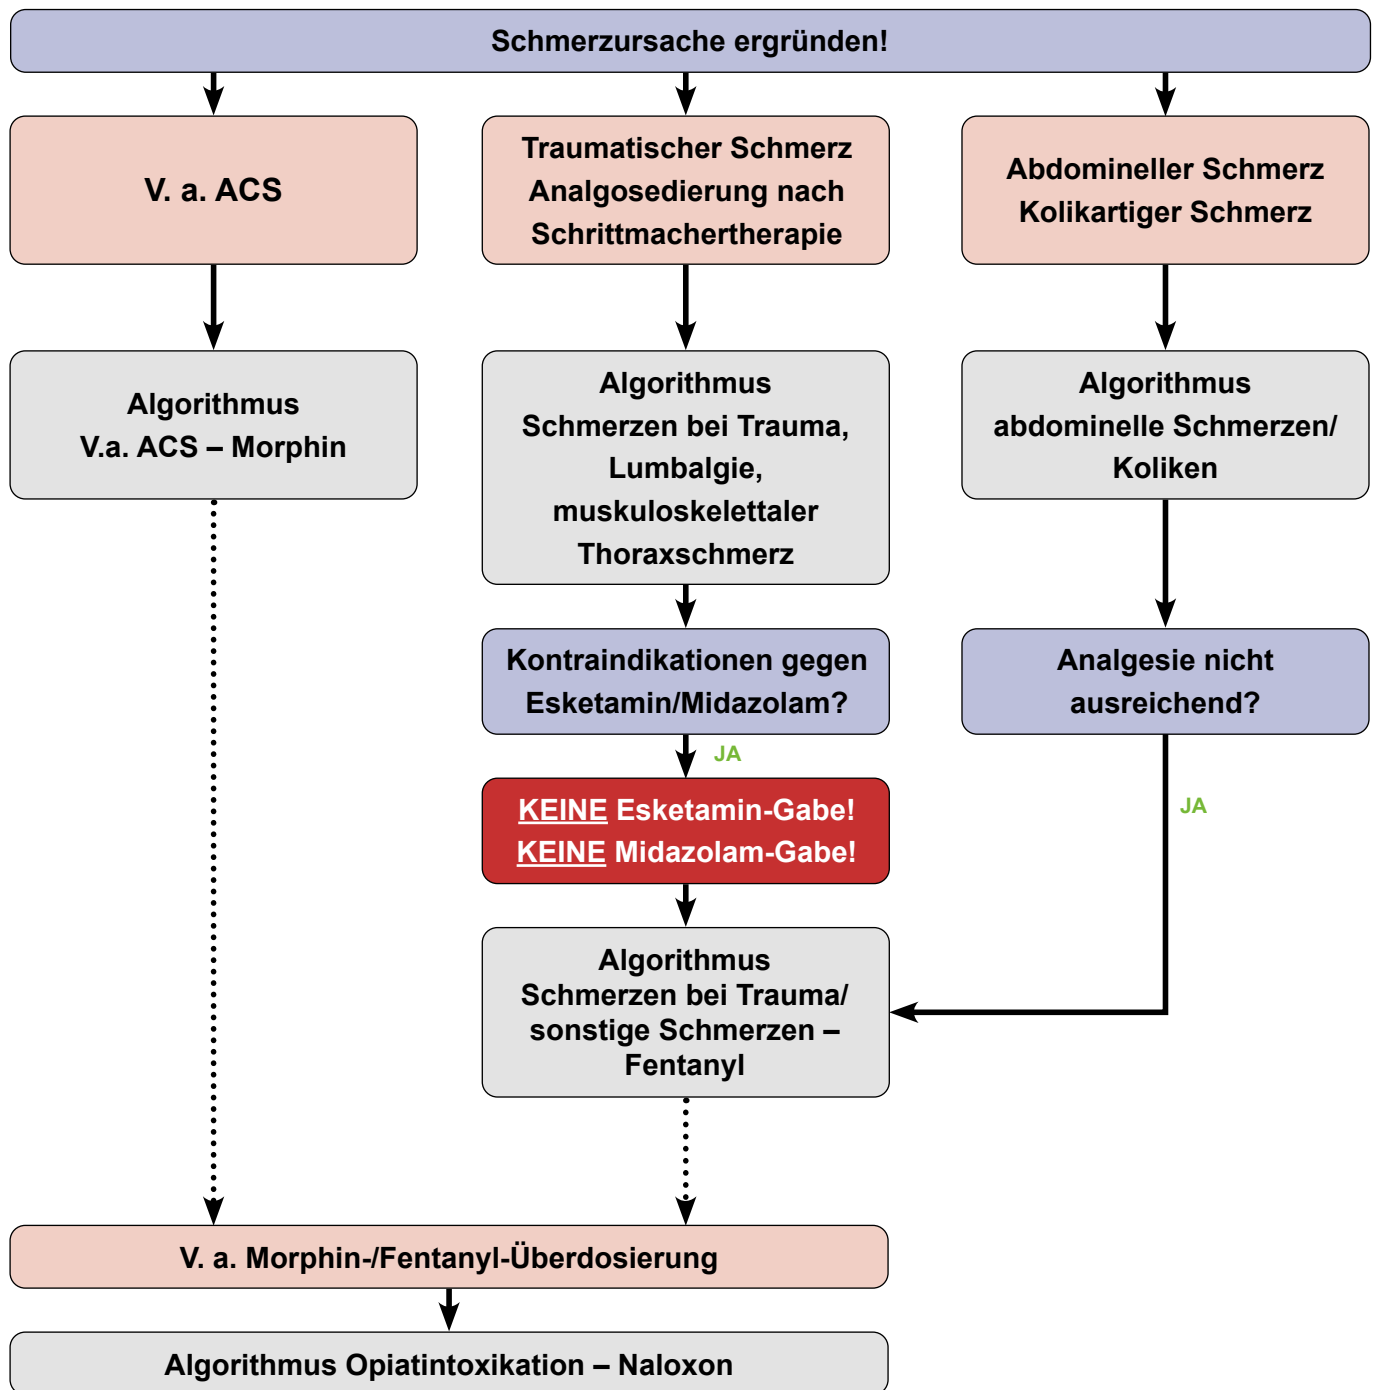 Schmerzursache ergründen!
V. a. ACS
Traumatischer Schmerz
Analgosedierung nach
Schrittmachertherapie
Abdomineller Schmerz
Kolikartiger Schmerz
Algorithmus
V.a. ACS – Morphin
Algorithmus
Schmerzen bei Trauma,
Lumbalgie,
muskuloskelettaler
Thoraxschmerz
Algorithmus
abdominelle Schmerzen/
Koliken
Kontraindikationen gegen
Esketamin/Midazolam?
Analgesie nicht
ausreichend?
JA
KEINE Esketamin-Gabe!
KEINE Midazolam-Gabe!
JA
Algorithmus
Schmerzen bei Trauma/
sonstige Schmerzen –
Fentanyl
V. a. Morphin-/Fentanyl-Überdosierung
Algorithmus Opiatintoxikation – Naloxon